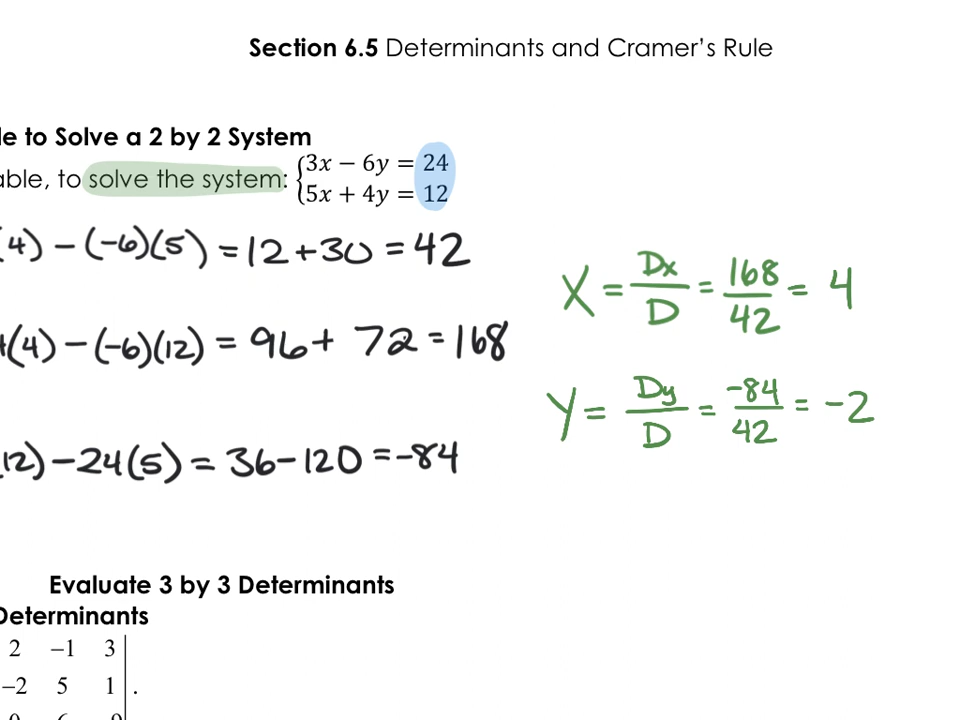 Section 6.5 Determinants and Cramer's Rule
le to Solve a 2 by 2 System
able, to solve the system: {3x − 6y = 24
5x + 4y = 12
(4) − (−6)(5) = 12 + 30 = 42
4(4) − (−6)(12) = 96 + 72 = 168
(12) − 24(5) = 36 − 120 = −84
X = Dx/D = 168/42 = 4
Y = Dy/D = −84/42 = −2
Evaluate 3 by 3 Determinants
Determinants
2 −1 3
−2 5 1 .